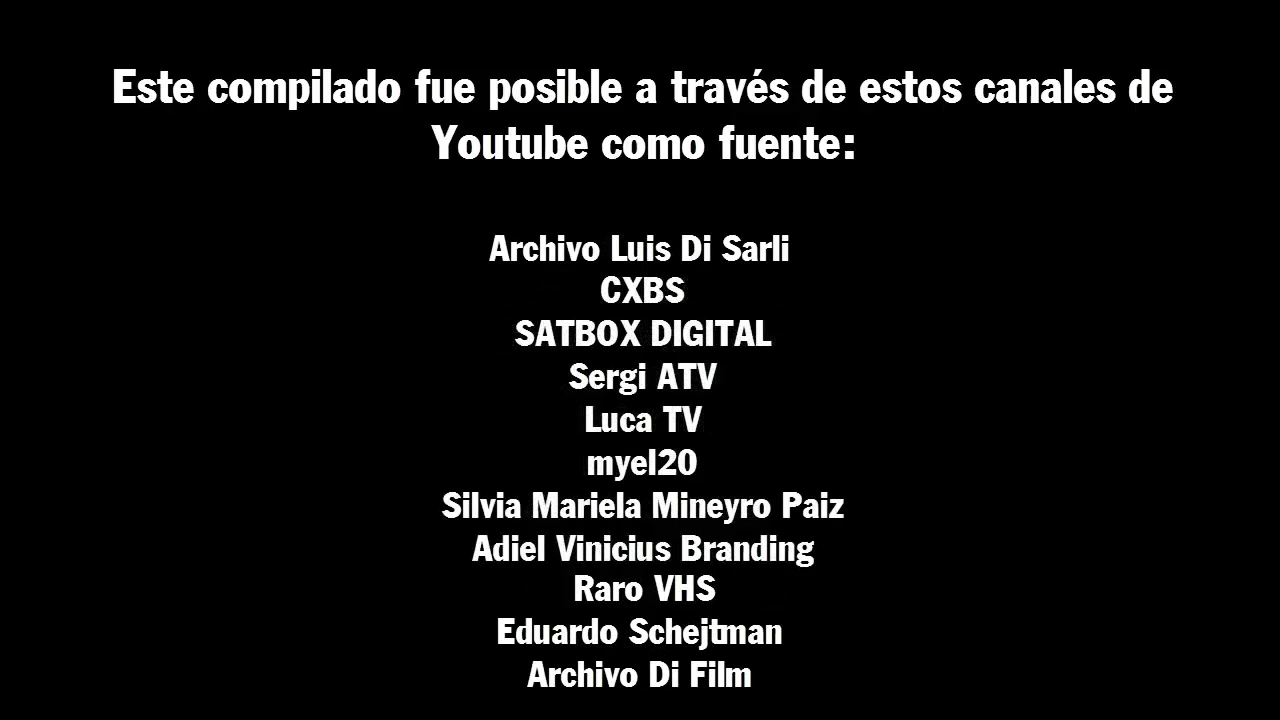 Este compilado fue posible a través de estos canales de
Youtube como fuente:
Archivo Luis Di Sarli
CXBS
SATBOX DIGITAL
Sergi ATV
Luca TV
myel20
Silvia Mariela Mineyro Paiz
Adiel Vinicius Branding
Raro VHS
Eduardo Schejtman
Archivo Di Film